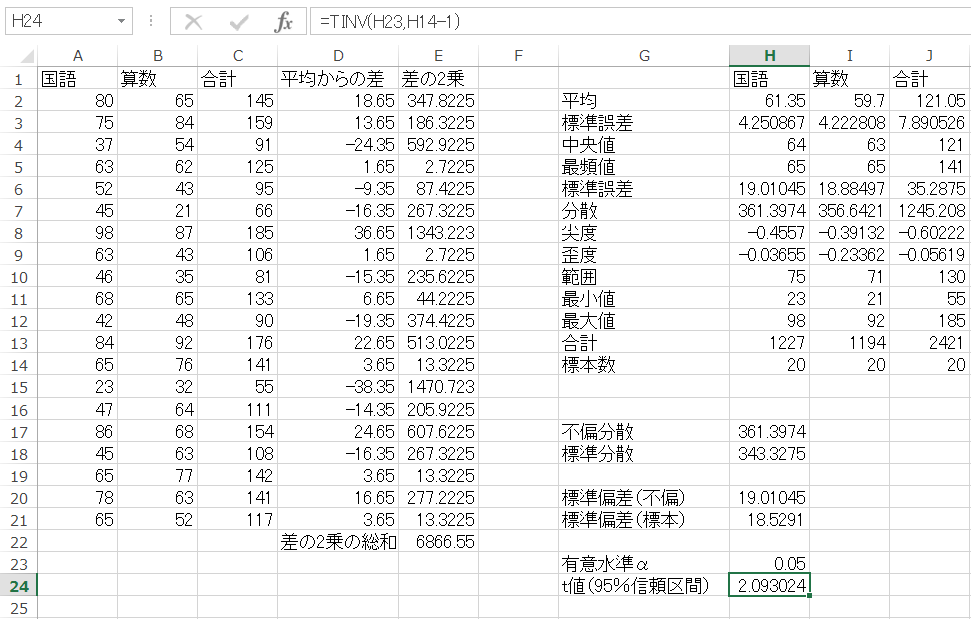 H24 =TINV(H23,H14-1)
A B C D E F G H I J
1 国語 算数 合計 平均からの差 差の2乗 国語 算数 合計
2 80 65 145 18.65 347.8225 平均 61.35 59.7 121.05
3 75 84 159 13.65 186.3225 標準誤差 4.250867 4.222808 7.890526
4 37 54 91 -24.35 592.9225 中央値 64 63 121
5 63 62 125 1.65 2.7225 最頻値 65 65 141
6 52 43 95 -9.35 87.4225 標準誤差 19.01045 18.88497 35.2875
7 45 21 66 -16.35 267.3225 分散 361.3974 356.6421 1245.208
8 98 87 185 36.65 1343.223 尖度 -0.4557 -0.39132 -0.60222
9 63 43 106 1.65 2.7225 歪度 -0.03655 -0.23362 -0.05619
10 46 35 81 -15.35 235.6225 範囲 75 71 130
11 68 65 133 6.65 44.2225 最小値 23 21 55
12 42 48 90 -19.35 374.4225 最大値 98 92 185
13 84 92 176 22.65 513.0225 合計 1227 1194 2421
14 65 76 141 3.65 13.3225 標本数 20 20 20
15 23 32 55 -38.35 1470.723
16 47 64 111 -14.35 205.9225
17 86 68 154 24.65 607.6225 不偏分散 361.3974
18 45 63 108 -16.35 267.3225 標準分散 343.3275
19 65 77 142 3.65 13.3225
20 78 63 141 16.65 277.2225 標準偏差(不偏) 19.01045
21 65 52 117 3.65 13.3225 標準偏差(標本) 18.5291
22 差の2乗の総和 6866.55
23 有意水準α 0.05
24 t値(95%信頼区間) 2.093024
25